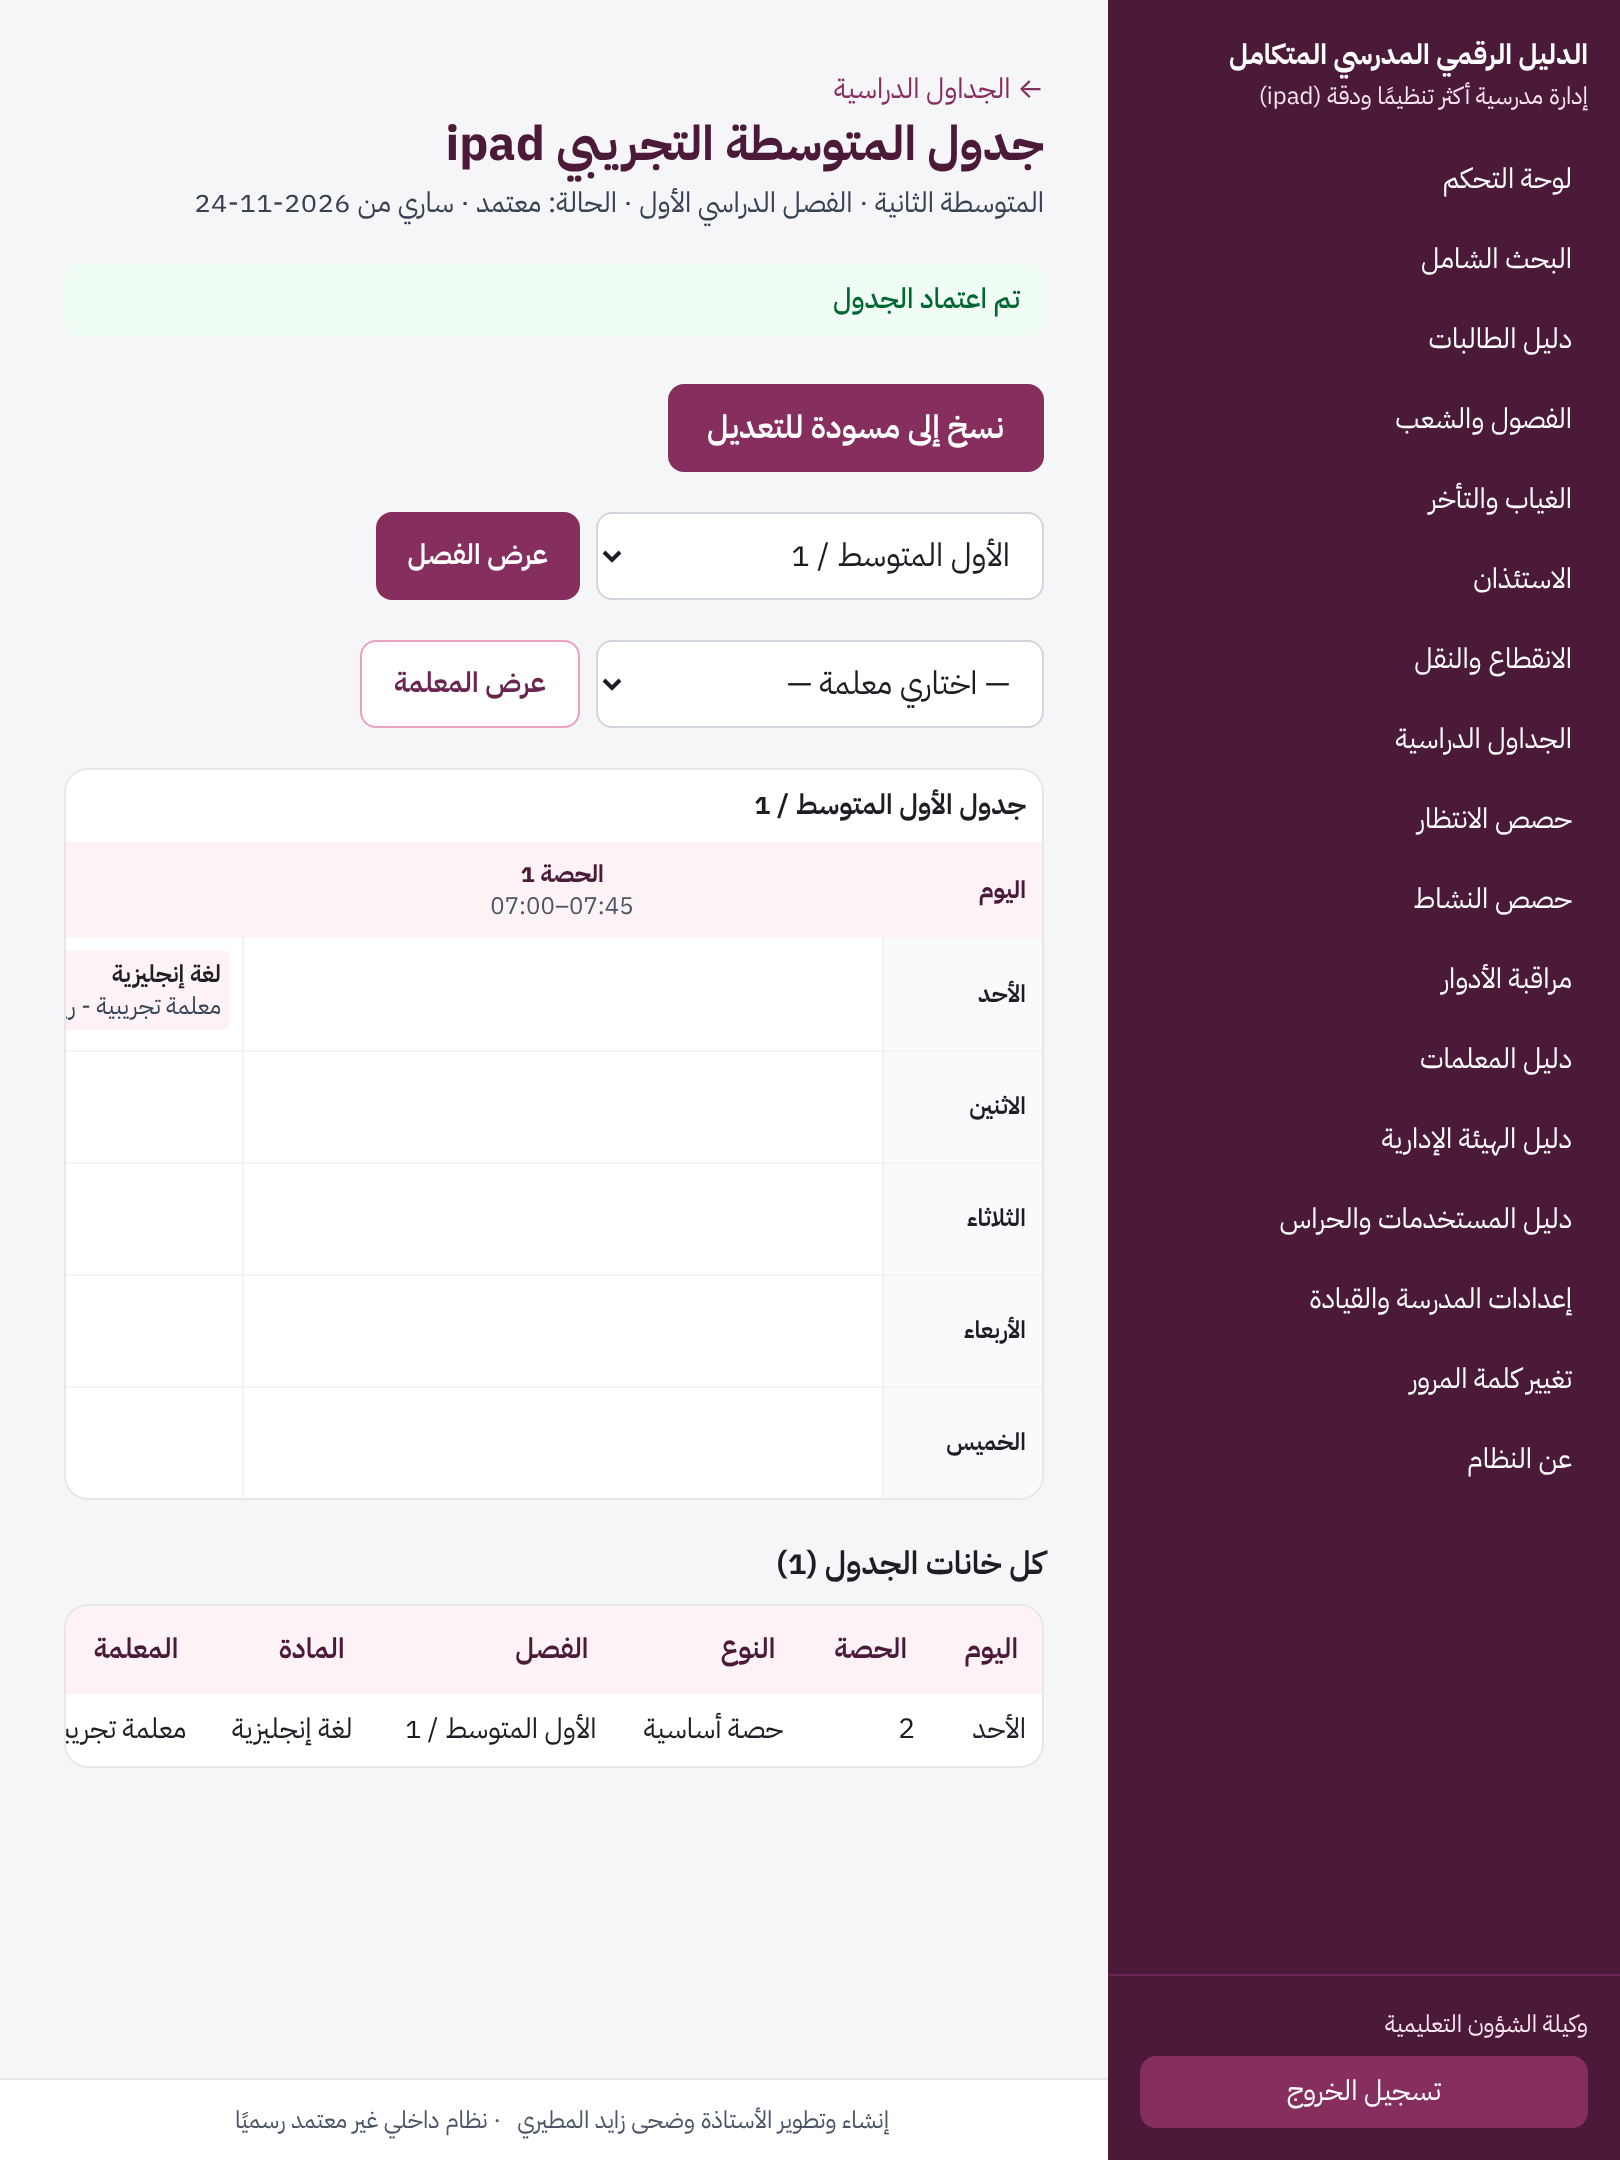 الدليل الرقمي المدرسي المتكامل
إدارة مدرسية أكثر تنظيمًا ودقة (ipad)
لوحة التحكم
البحث الشامل
دليل الطالبات
الفصول والشعب
الغياب والتأخر
الاستئذان
الانقطاع والنقل
الجداول الدراسية
حصص الانتظار
حصص النشاط
مراقبة الأدوار
دليل المعلمات
دليل الهيئة الإدارية
دليل المستخدمات والحراس
إعدادات المدرسة والقيادة
تغيير كلمة المرور
عن النظام
وكيلة الشؤون التعليمية
تسجيل الخروج
← الجداول الدراسية
جدول المتوسطة التجريبي ipad
المتوسطة الثانية · الفصل الدراسي الأول · الحالة: معتمد · ساري من 2026-11-24
تم اعتماد الجدول
نسخ إلى مسودة للتعديل
الأول المتوسط / 1
عرض الفصل
— اختاري معلمة —
عرض المعلمة
جدول الأول المتوسط / 1
اليوم
الحصة 1
07:00–07:45
الأحد
لغة إنجليزية
معلمة تجريبية -
الاثنين
الثلاثاء
الأربعاء
الخميس
كل خانات الجدول (1)
اليوم الحصة النوع الفصل المادة المعلمة
الأحد 2 حصة أساسية الأول المتوسط / 1 لغة إنجليزية معلمة
إنشاء وتطوير الأستاذة وضحى زايد المطيري · نظام داخلي غير معتمد رسميًا